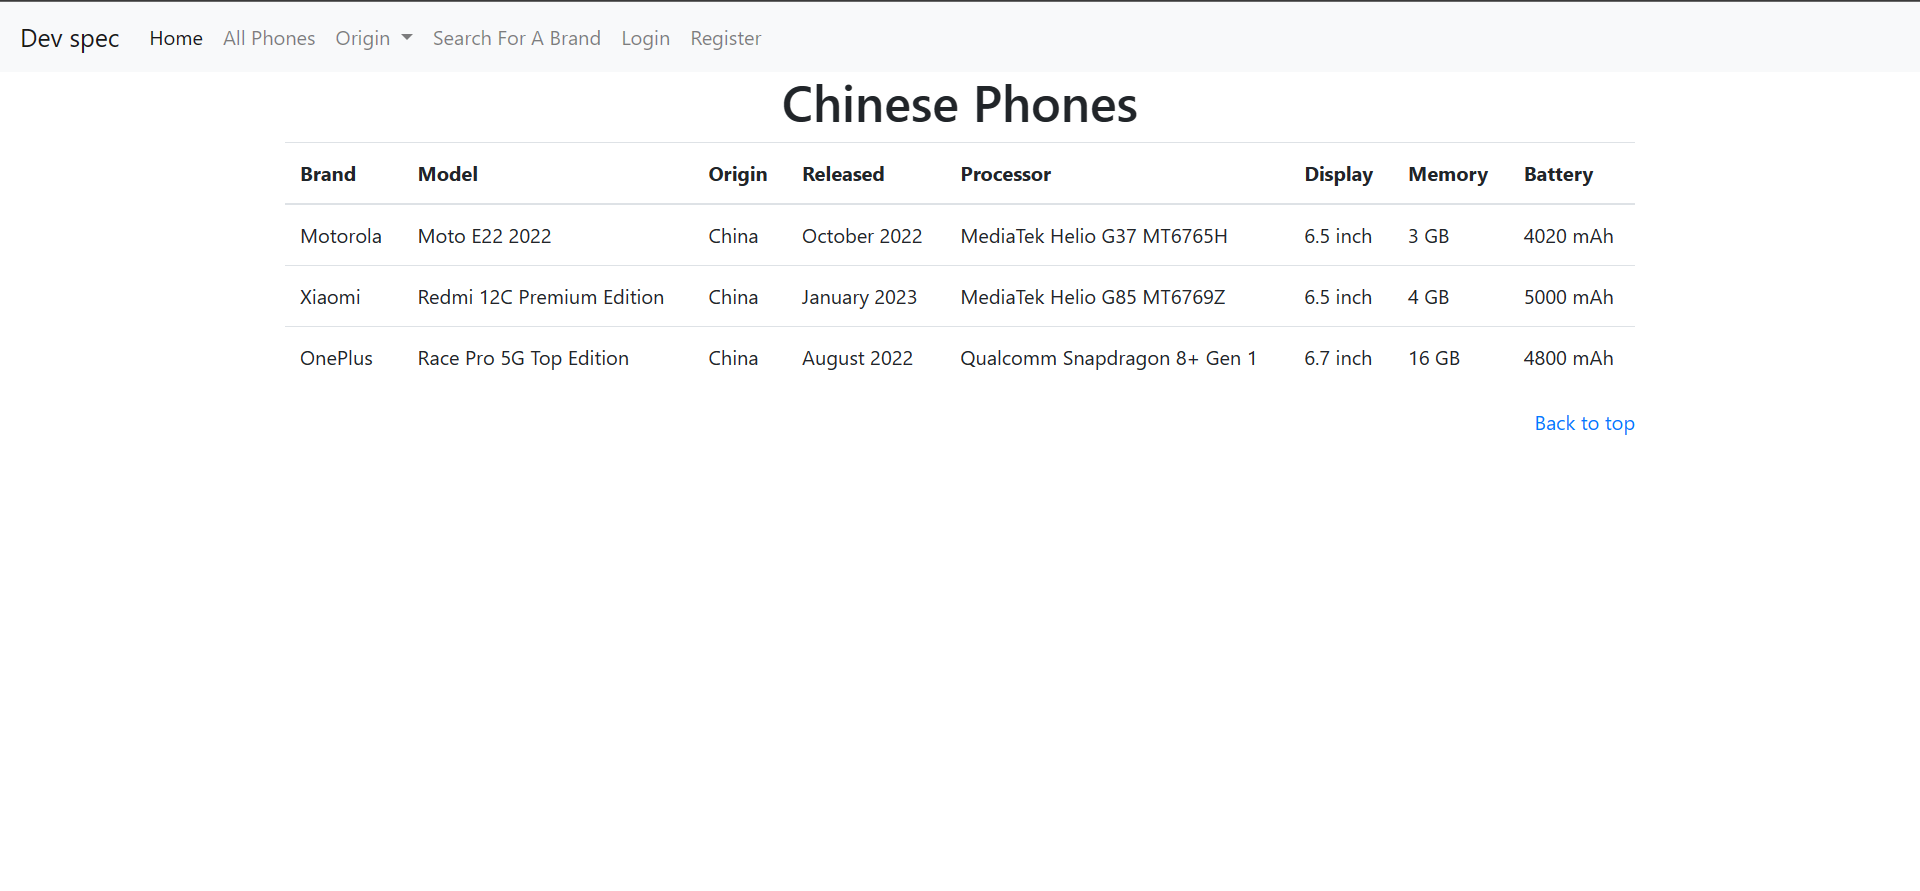 Dev spec Home All Phones Origin Search For A Brand Login Register
Chinese Phones
Brand Model Origin Released Processor Display Memory Battery
Motorola Moto E22 2022 China October 2022 MediaTek Helio G37 MT6765H 6.5 inch 3 GB 4020 mAh
Xiaomi Redmi 12C Premium Edition China January 2023 MediaTek Helio G85 MT6769Z 6.5 inch 4 GB 5000 mAh
OnePlus Race Pro 5G Top Edition China August 2022 Qualcomm Snapdragon 8+ Gen 1 6.7 inch 16 GB 4800 mAh
Back to top